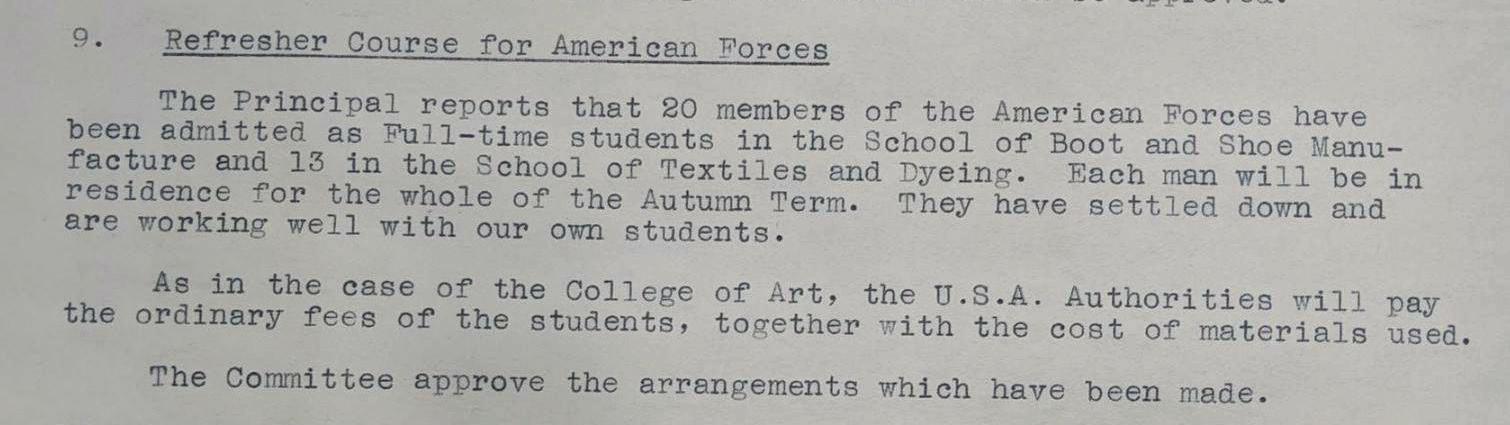 9. Refresher Course for American Forces
The Principal reports that 20 members of the American Forces have
been admitted as Full-time students in the School of Boot and Shoe Manu-
facture and 13 in the School of Textiles and Dyeing. Each man will be in
residence for the whole of the Autumn Term. They have settled down and
are working well with our own students.
As in the case of the College of Art, the U.S.A. Authorities will pay
the ordinary fees of the students, together with the cost of materials used.
The Committee approve the arrangements which have been made.